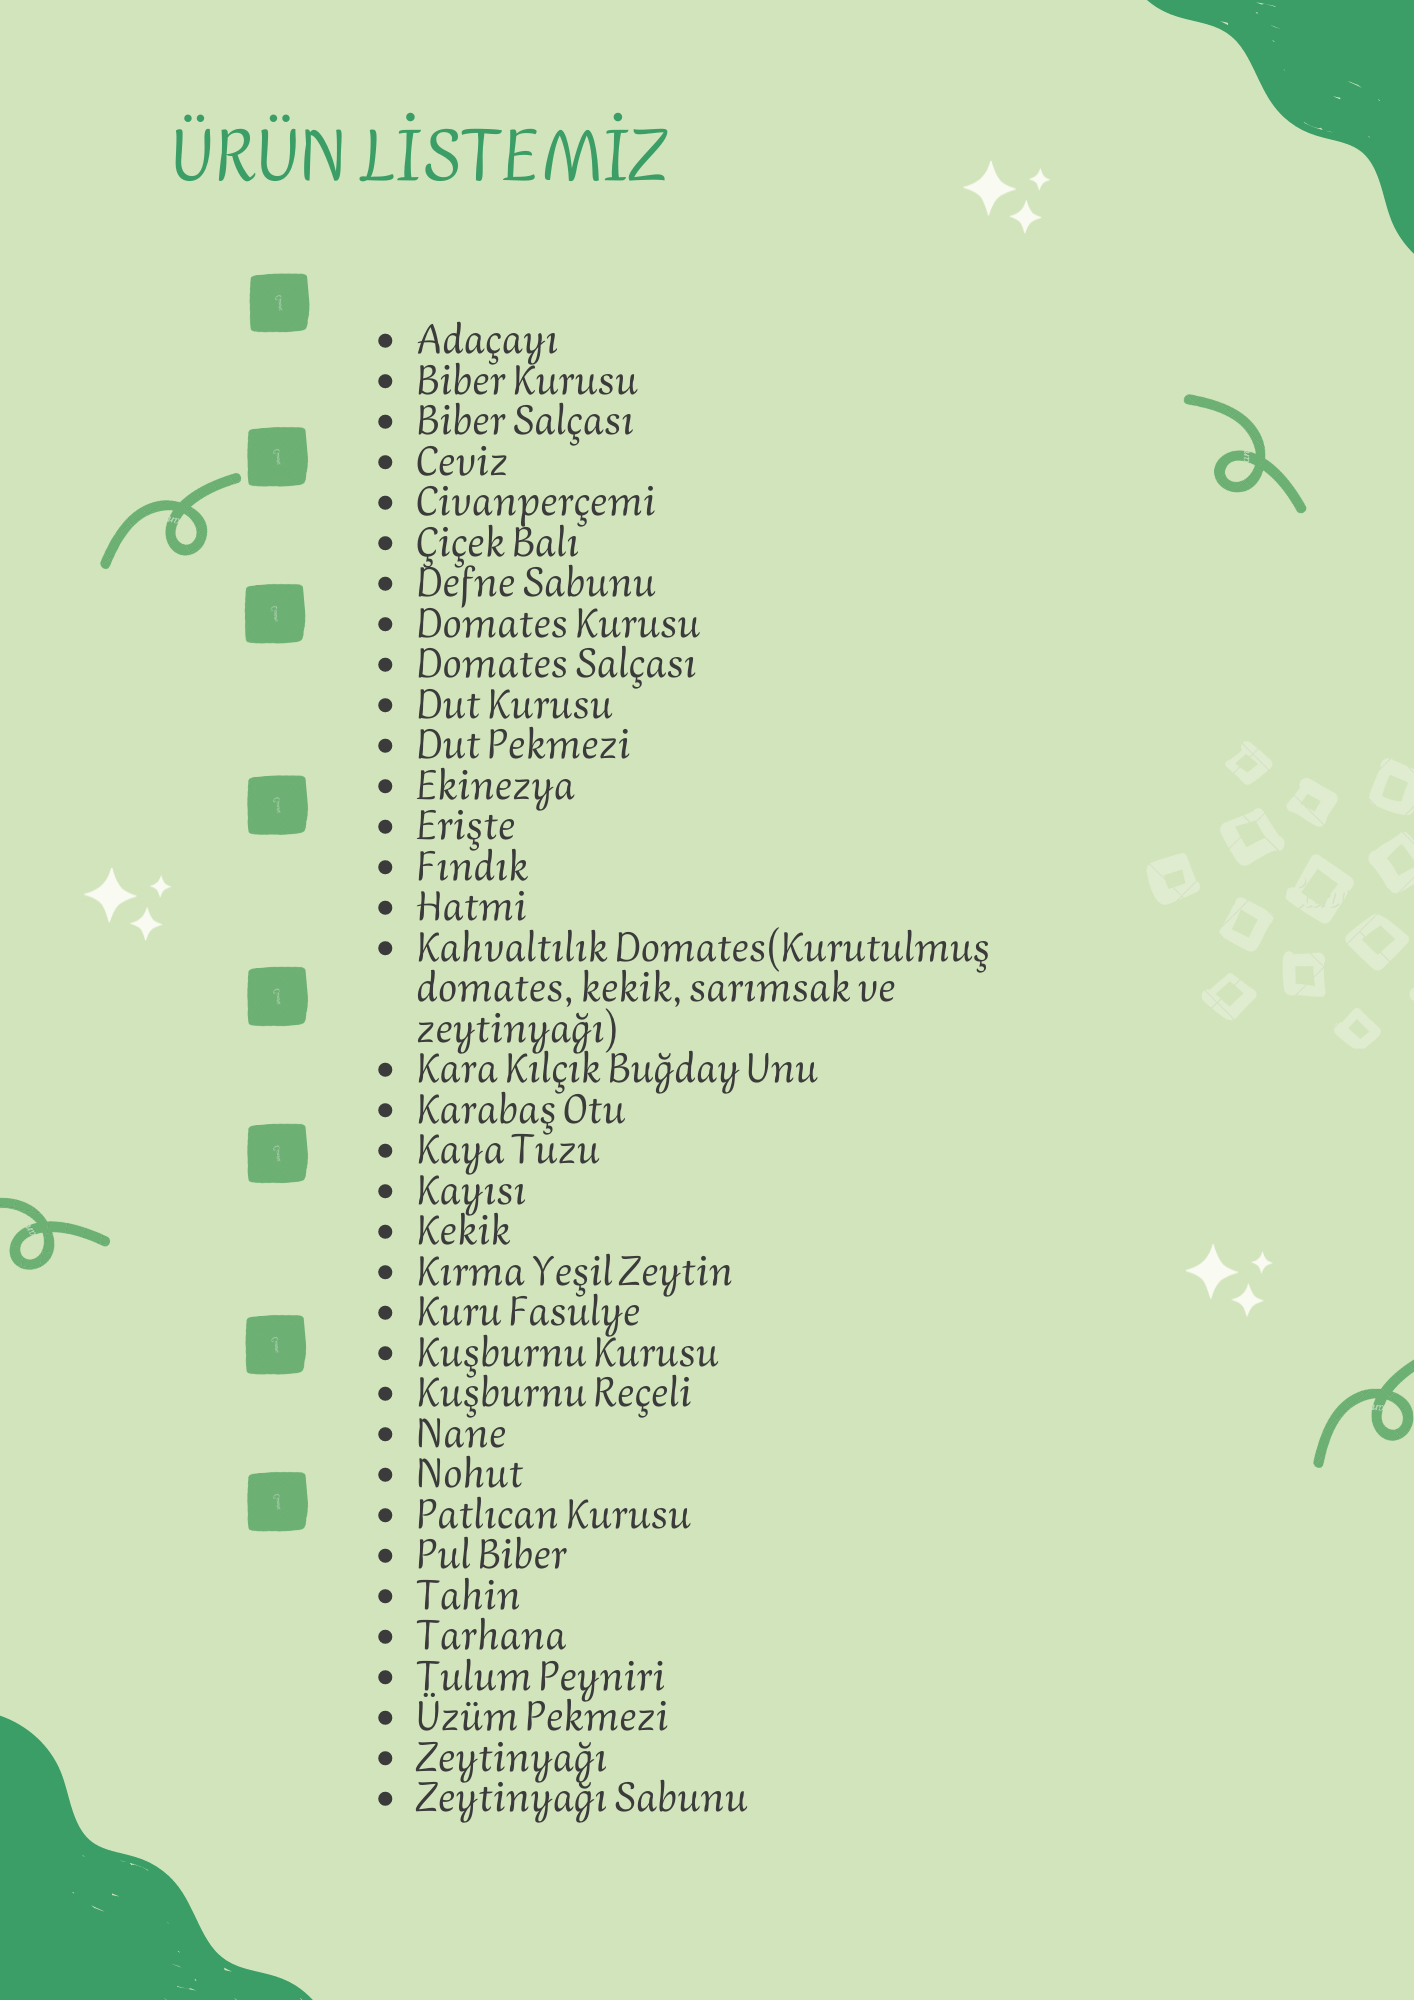 ÜRÜN LİSTEMİZ
Adaçayı
Biber Kurusu
Biber Salçası
Ceviz
Civanperçemi
Çiçek Balı
Defne Sabunu
Domates Kurusu
Domates Salçası
Dut Kurusu
Dut Pekmezi
Ekinezya
Erişte
Fındık
Hatmi
Kahvaltılık Domates(Kurutulmuş
domates, kekik, sarımsak ve
zeytinyağı)
Kara Kılçık Buğday Unu
Karabaş Otu
Kaya Tuzu
Kayısı
Kekik
Kırma Yeşil Zeytin
Kuru Fasulye
Kuşburnu Kurusu
Kuşburnu Reçeli
Nane
Nohut
Patlıcan Kurusu
Pul Biber
Tahin
Tarhana
Tulum Peyniri
Üzüm Pekmezi
Zeytinyağı
Zeytinyağı Sabunu